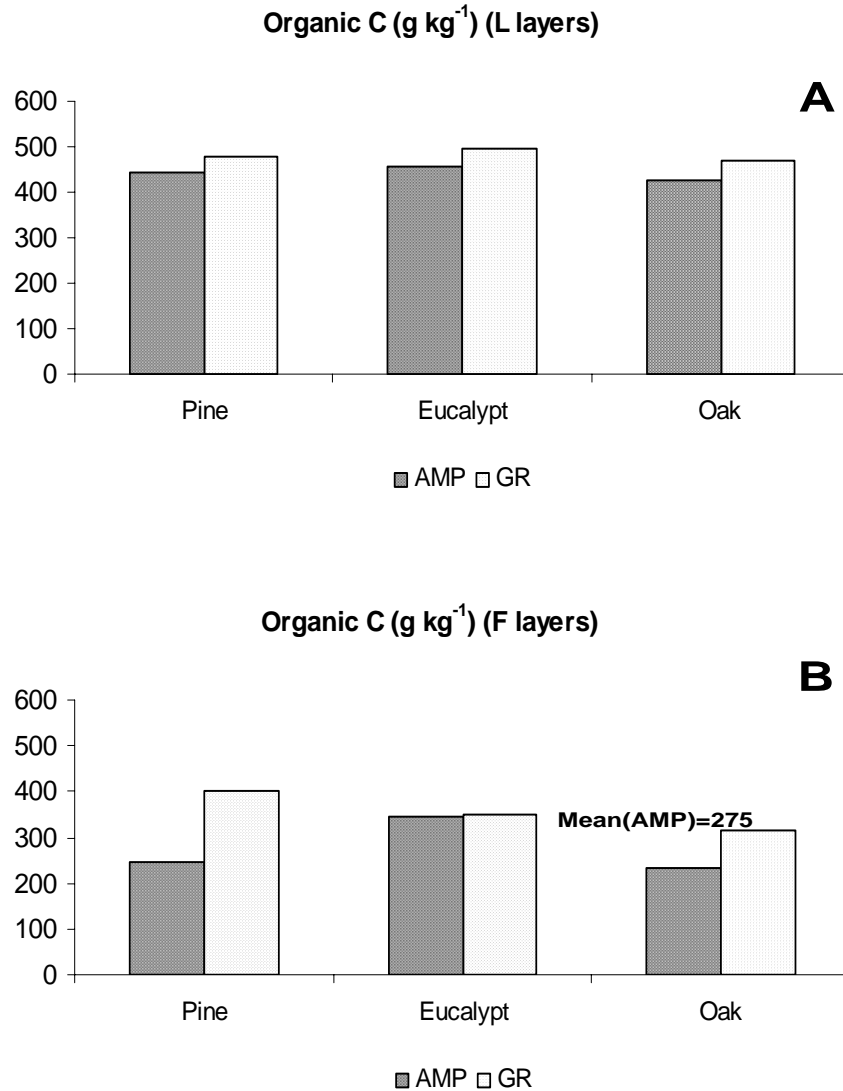 Organic C (g kg⁻¹) (L layers)
A
600
500
400
300
200
100
0
Pine Eucalypt Oak
AMP GR
Organic C (g kg⁻¹) (F layers)
B
600
500
400
300
200
100
0
Mean(AMP)=275
Pine Eucalypt Oak
AMP GR